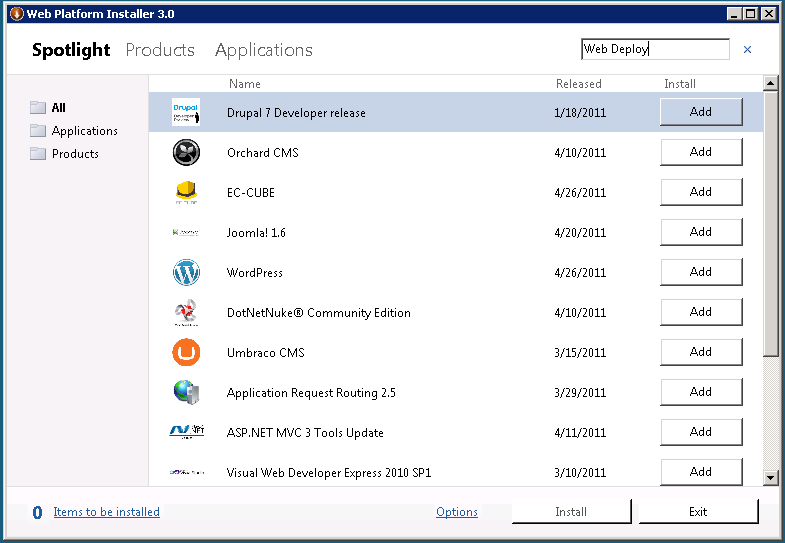 Web Platform Installer 3.0
Spotlight Products Applications Web Deploy
Name Released Install
All
Applications
Products
Drupal 7 Developer release 1/18/2011 Add
Orchard CMS 4/10/2011 Add
EC-CUBE 4/26/2011 Add
Joomla! 1.6 4/20/2011 Add
WordPress 4/26/2011 Add
DotNetNuke® Community Edition 4/10/2011 Add
Umbraco CMS 3/15/2011 Add
Application Request Routing 2.5 3/29/2011 Add
ASP.NET MVC 3 Tools Update 4/11/2011 Add
Visual Web Developer Express 2010 SP1 3/10/2011 Add
0 Items to be installed Options Install Exit